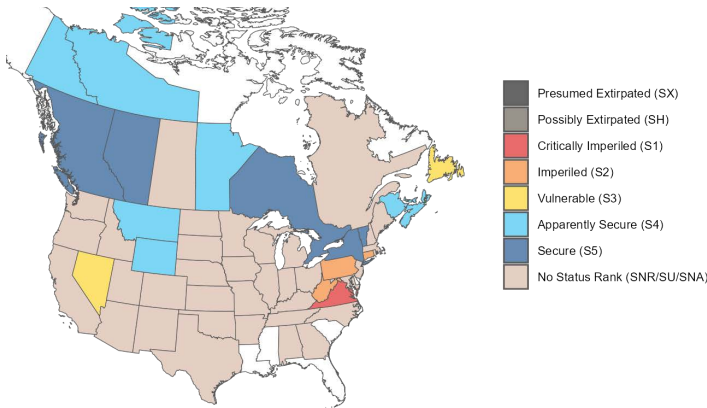 Presumed Extirpated (SX)
Possibly Extirpated (SH)
Critically Imperiled (S1)
Imperiled (S2)
Vulnerable (S3)
Apparently Secure (S4)
Secure (S5)
No Status Rank (SNR/SU/SNA)